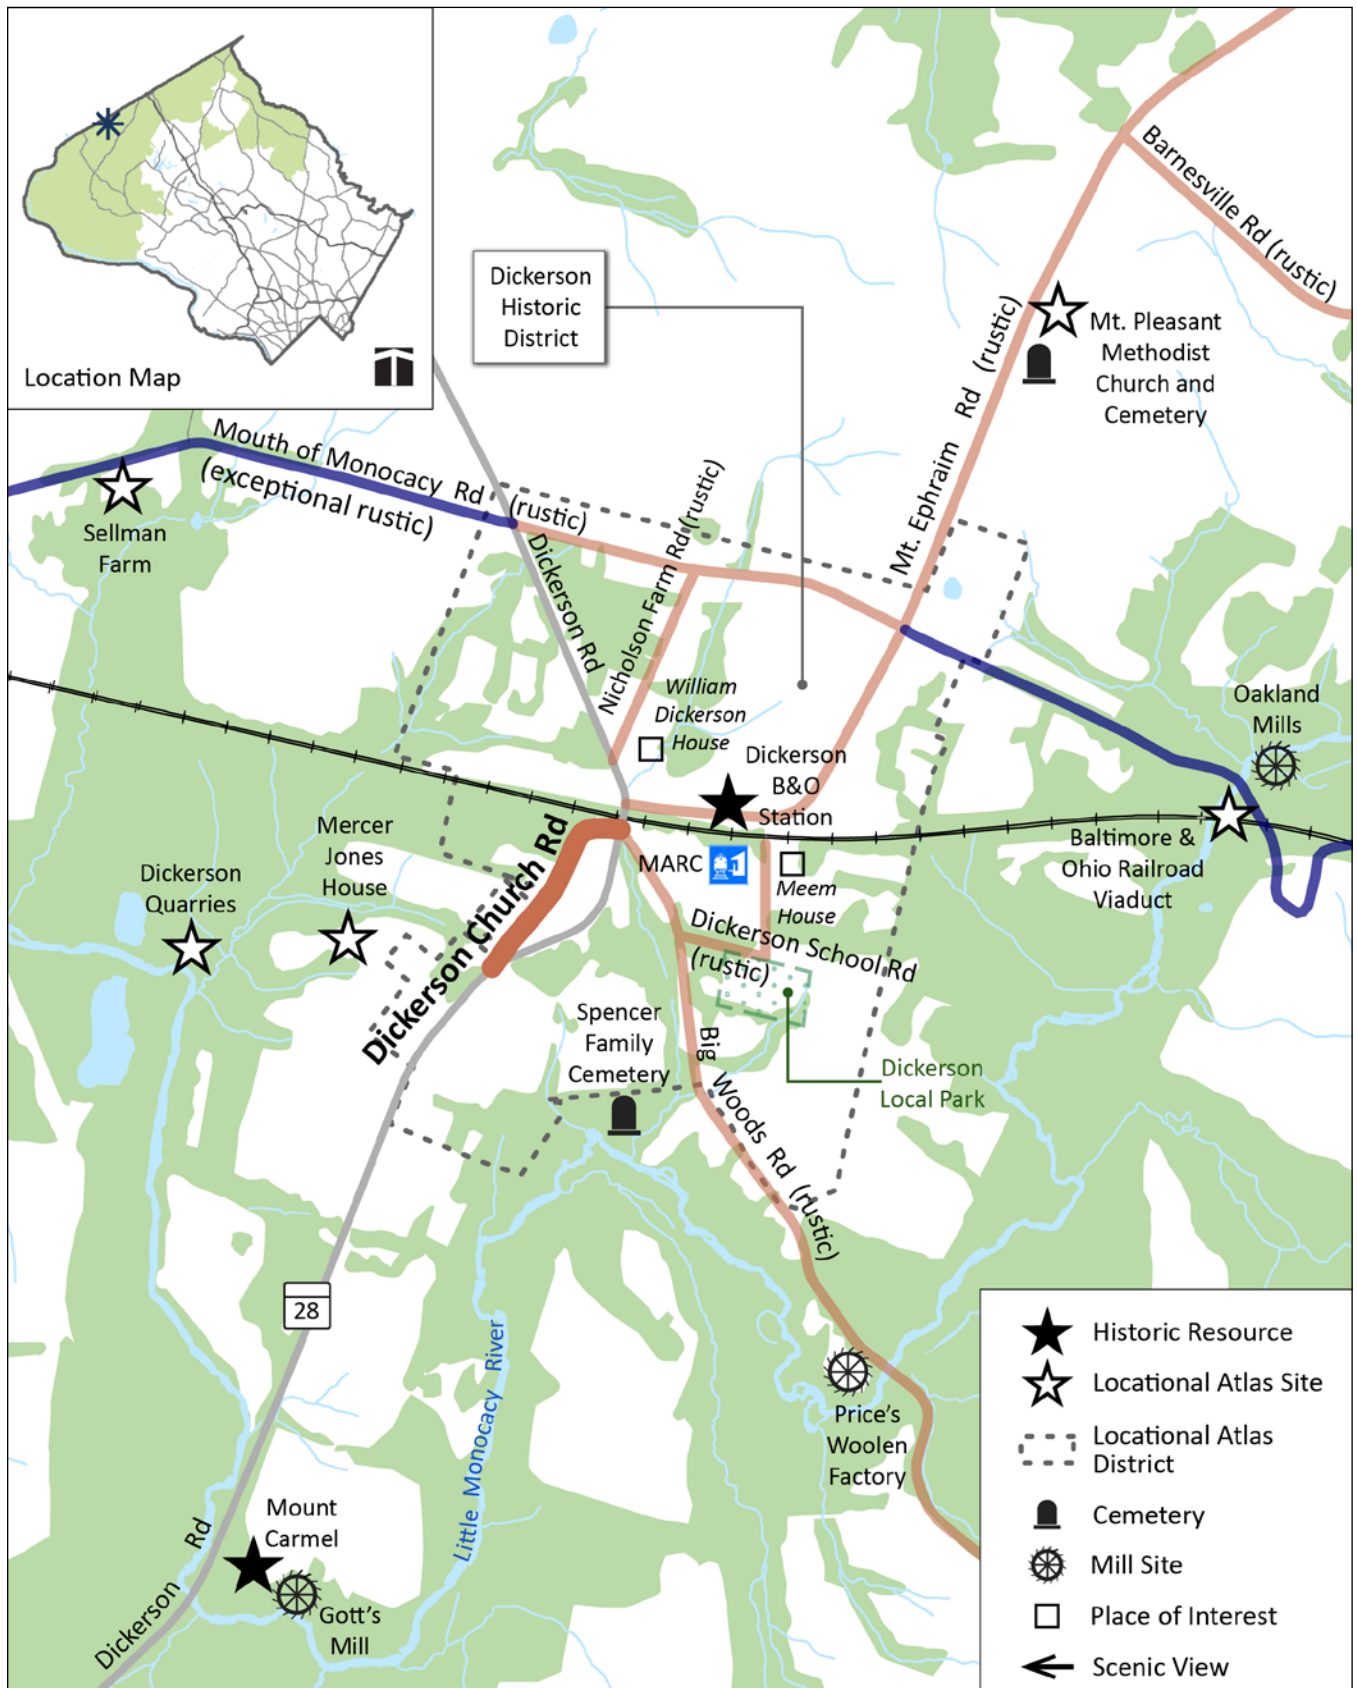 Location Map
Barnesville Rd (rustic)
Dickerson
Historic
District
Mt. Pleasant
Methodist
Church and
Cemetery
Mt. Ephraim Rd (rustic)
Mouth of Monocacy Rd (rustic)
(exceptional rustic)
Sellman
Farm
Dickerson Rd
Nicholson Farm Rd (rustic)
William
Dickerson
House
Oakland
Mills
Dickerson
B&O
Station
Mercer
Jones
House
Dickerson Church Rd
MARC
Meem
House
Baltimore &
Ohio Railroad
Viaduct
Dickerson
Quarries
Dickerson School Rd
(rustic)
Spencer
Family
Cemetery
Big Woods Rd (rustic)
Dickerson
Local Park
28
Little Monocacy River
Price's
Woolen
Factory
Mount
Carmel
Gott's
Mill
Dickerson Rd
Historic Resource
Locational Atlas Site
Locational Atlas
District
Cemetery
Mill Site
Place of Interest
Scenic View